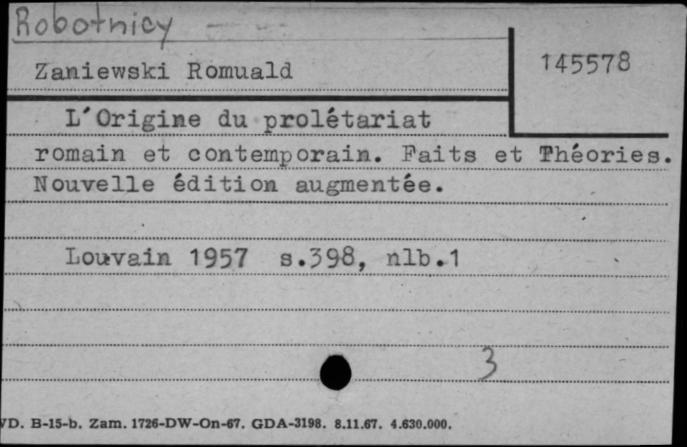 Robotnicy
Zaniewski Romuald
145578
L'Origine du prolétariat
romain et contemporain. Faits et Théories.
Nouvelle édition augmentée.
Louvain 1957 s.398, nlb.1
3
VD. B-15-b. Zam. 1726-DW-On-67. GDA-3198. 8.11.67. 4.630.000.